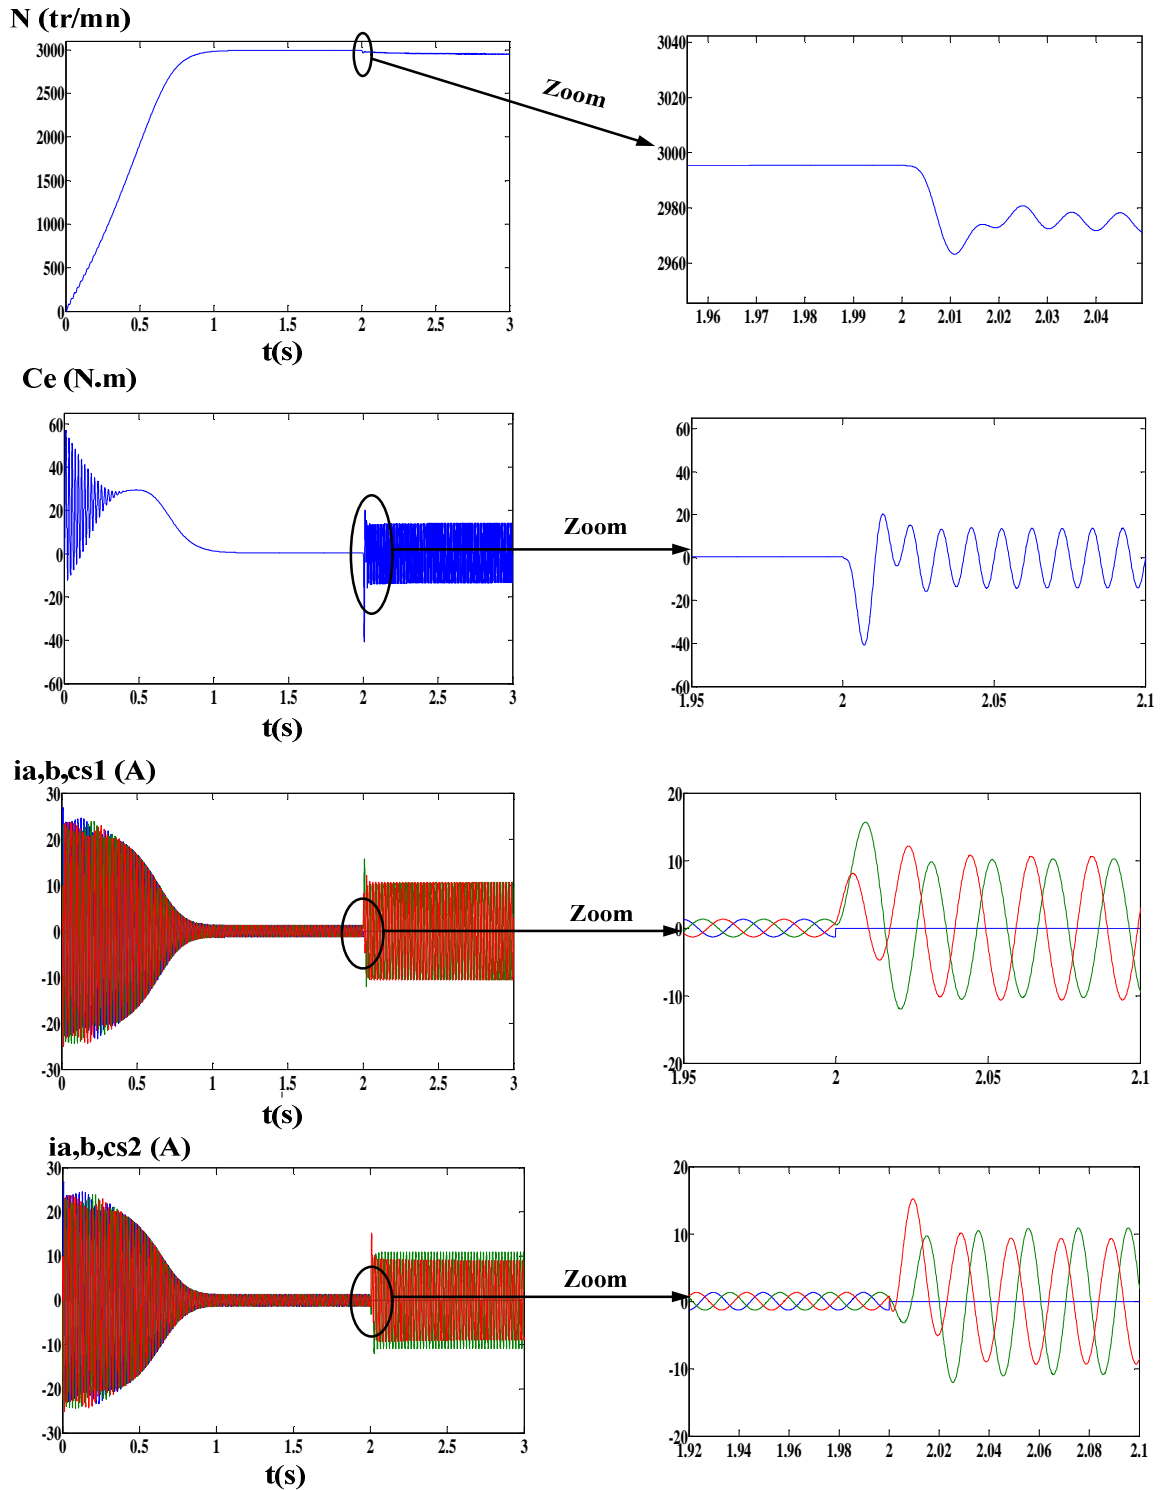 N (tr/mn)
3000
2500
2000
1500
1000
500
0
0 0.5 1 1.5 2 2.5 3
t(s)
Zoom
3040
3020
3000
2980
2960
1.96 1.97 1.98 1.99 2 2.01 2.02 2.03 2.04
Ce (N.m)
60
40
20
0
-20
-40
-60
0 0.5 1 1.5 2 2.5 3
t(s)
Zoom
60
40
20
0
-20
-40
-60
1.95 2 2.05 2.1
ia,b,cs1 (A)
30
20
10
0
-10
-20
-30
0 0.5 1 1.5 2 2.5 3
t(s)
Zoom
20
10
0
-10
-20
1.95 2 2.05 2.1
ia,b,cs2 (A)
30
20
10
0
-10
-20
-30
0 0.5 1 1.5 2 2.5 3
t(s)
Zoom
20
10
0
-10
-20
1.92 1.94 1.96 1.98 2 2.02 2.04 2.06 2.08 2.1